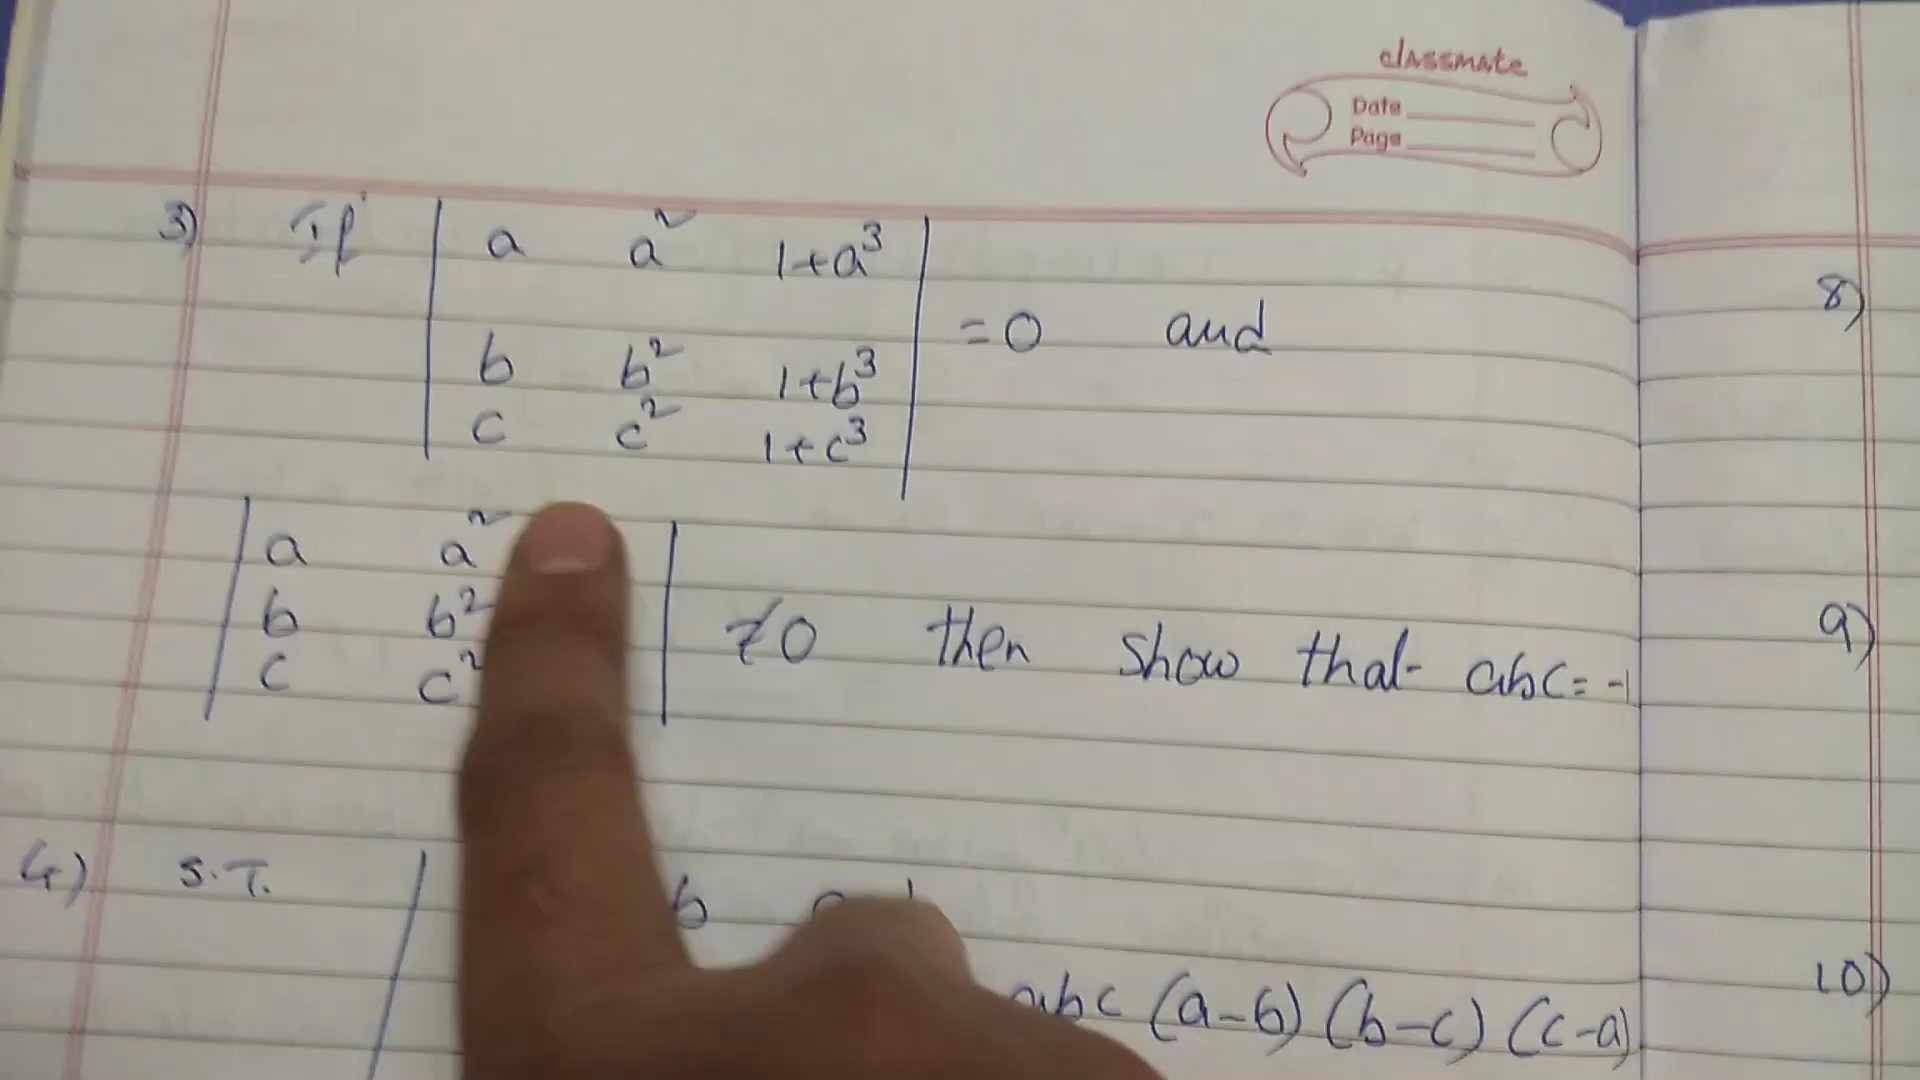 classmate
Date
Page
3) If | a a² 1+a³ |
| b b² 1+b³ | =0 and
| c c² 1+c³ |
| a a² |
| b b² | ≠0 then show that abc=-1
| c c² |
4) S.T. | b
abc (a-b) (b-c) (c-a)
8)
9)
10)